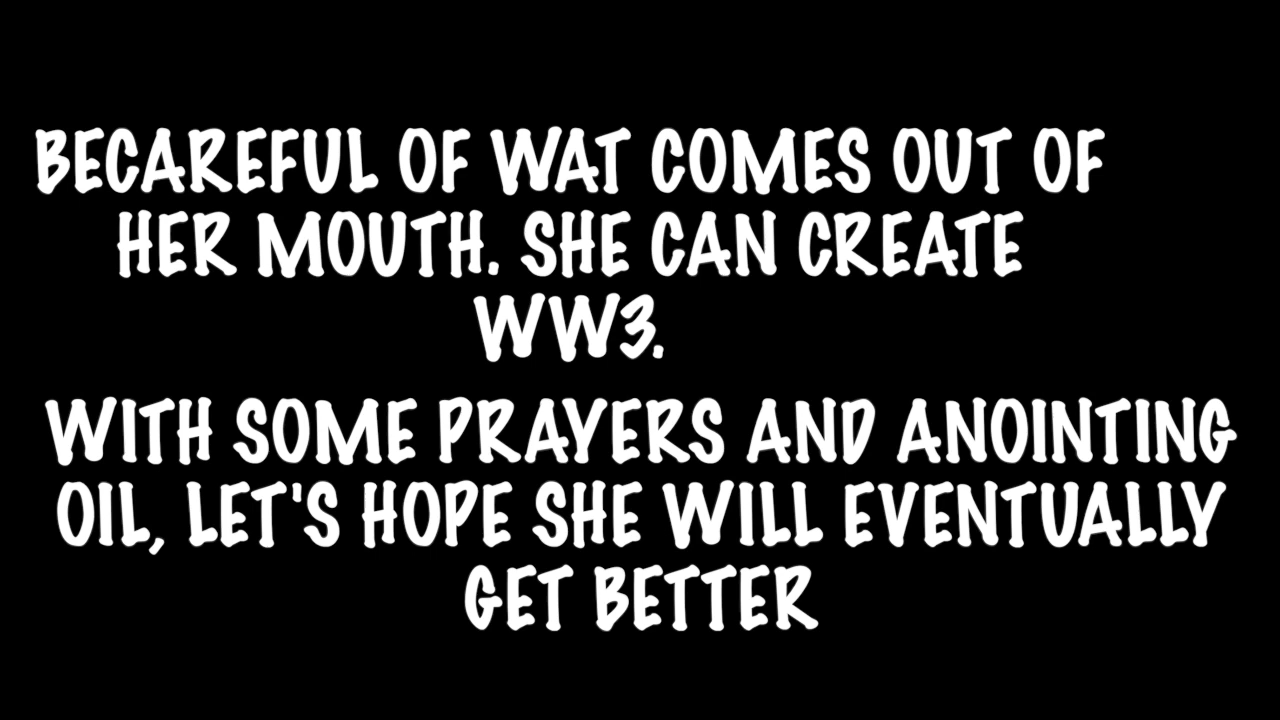 BECAREFUL OF WAT COMES OUT OF
HER MOUTH. SHE CAN CREATE
WW3.
WITH SOME PRAYERS AND ANOINTING
OIL, LET'S HOPE SHE WILL EVENTUALLY
GET BETTER